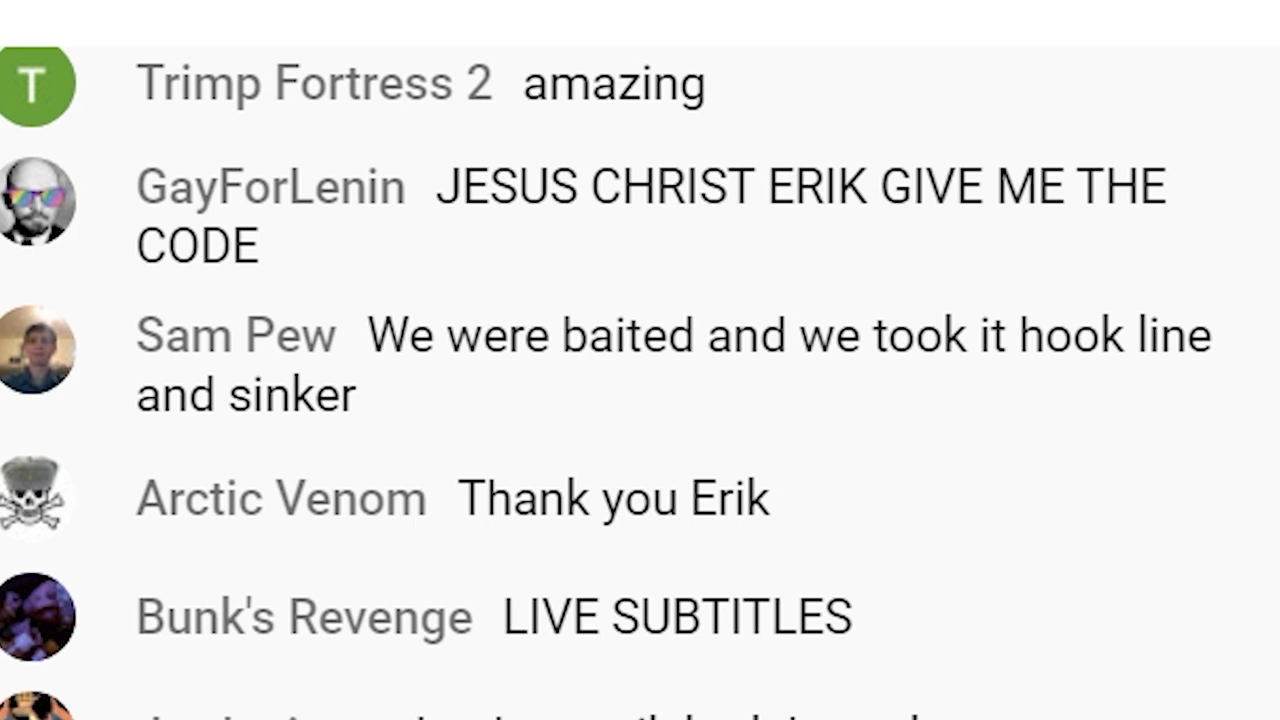 T
Trimp Fortress 2 amazing
GayForLenin JESUS CHRIST ERIK GIVE ME THE
CODE
Sam Pew We were baited and we took it hook line
and sinker
Arctic Venom Thank you Erik
Bunk's Revenge LIVE SUBTITLES